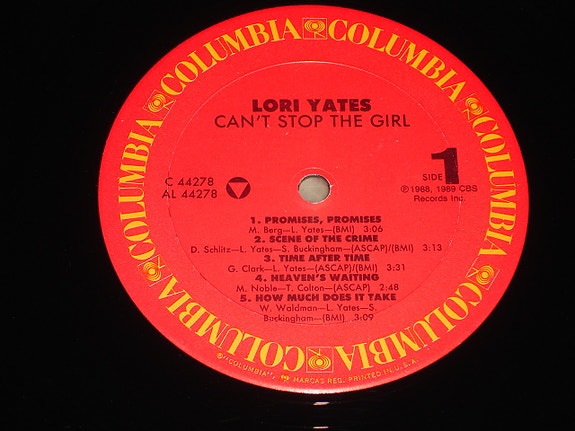 COLUMBIA COLUMBIA COLUMBIA COLUMBIA COLUMBIA COLUMBIA COLUMBIA COLUMBIA
LORI YATES
CAN'T STOP THE GIRL
C 44278
AL 44278
SIDE 1
℗ 1988, 1989 CBS
Records Inc.
1. PROMISES, PROMISES
M. Berg—L. Yates—(BMI) 3:06
2. SCENE OF THE CRIME
D. Schlitz—L. Yates—S. Buckingham—(ASCAP)/(BMI) 3:13
3. TIME AFTER TIME
G. Clark—L. Yates—(ASCAP)/(BMI) 3:31
4. HEAVEN'S WAITING
M. Noble—T. Colton—(ASCAP) 2:48
5. HOW MUCH DOES IT TAKE
W. Waldman—L. Yates—S.
Buckingham—(BMI) 3:09
®"COLUMBIA", MARCAS REG. PRINTED IN U.S.A.